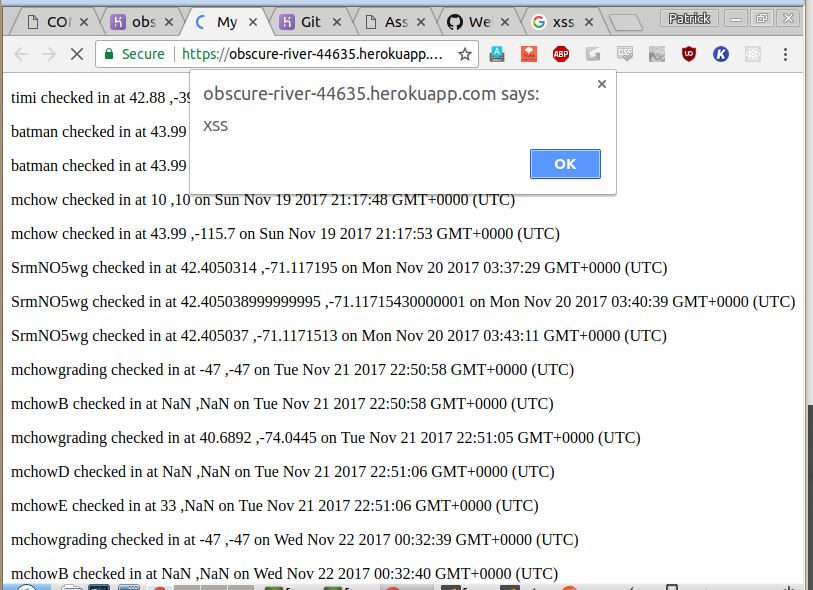 COI
obs
My
Git
Ass
We
xss
Patrick
Secure
https://obscure-river-44635.herokuapp....
ABP
obscure-river-44635.herokuapp.com says:
xss
OK
timi checked in at 42.88 ,-39
batman checked in at 43.99
batman checked in at 43.99
mchow checked in at 10 ,10 on Sun Nov 19 2017 21:17:48 GMT+0000 (UTC)
mchow checked in at 43.99 ,-115.7 on Sun Nov 19 2017 21:17:53 GMT+0000 (UTC)
SrmNO5wg checked in at 42.4050314 ,-71.117195 on Mon Nov 20 2017 03:37:29 GMT+0000 (UTC)
SrmNO5wg checked in at 42.405038999999995 ,-71.11715430000001 on Mon Nov 20 2017 03:40:39 GMT+0000 (UTC)
SrmNO5wg checked in at 42.405037 ,-71.1171513 on Mon Nov 20 2017 03:43:11 GMT+0000 (UTC)
mchowgrading checked in at -47 ,-47 on Tue Nov 21 2017 22:50:58 GMT+0000 (UTC)
mchowB checked in at NaN ,NaN on Tue Nov 21 2017 22:50:58 GMT+0000 (UTC)
mchowgrading checked in at 40.6892 ,-74.0445 on Tue Nov 21 2017 22:51:05 GMT+0000 (UTC)
mchowD checked in at NaN ,NaN on Tue Nov 21 2017 22:51:06 GMT+0000 (UTC)
mchowE checked in at 33 ,NaN on Tue Nov 21 2017 22:51:06 GMT+0000 (UTC)
mchowgrading checked in at -47 ,-47 on Wed Nov 22 2017 00:32:39 GMT+0000 (UTC)
mchowB checked in at NaN ,NaN on Wed Nov 22 2017 00:32:40 GMT+0000 (UTC)